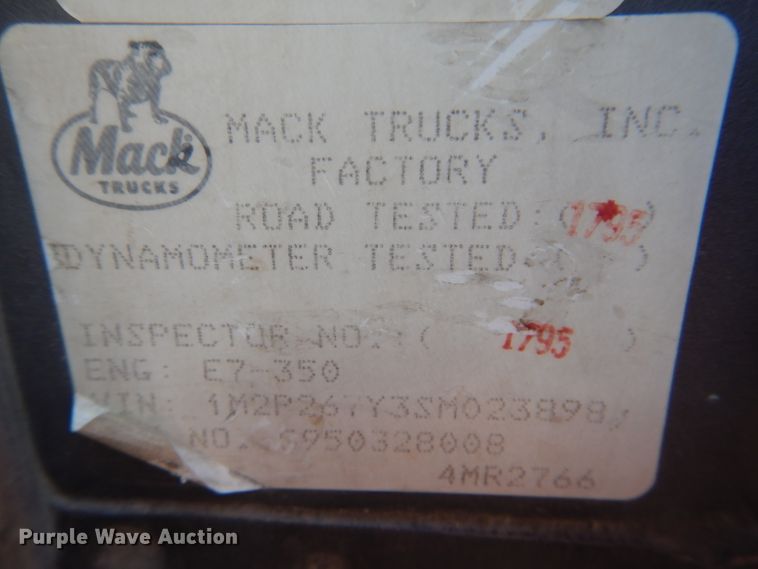 Mack
TRUCKS
MACK TRUCKS, INC.
FACTORY
ROAD TESTED:(1795)
DYNAMOMETER TESTED:( )
INSPECTOR NO.:( 1795 )
ENG: E7-350
VIN: 1M2P267Y3SM023898,
NO. S950328008
4MR2766
Purple Wave Auction